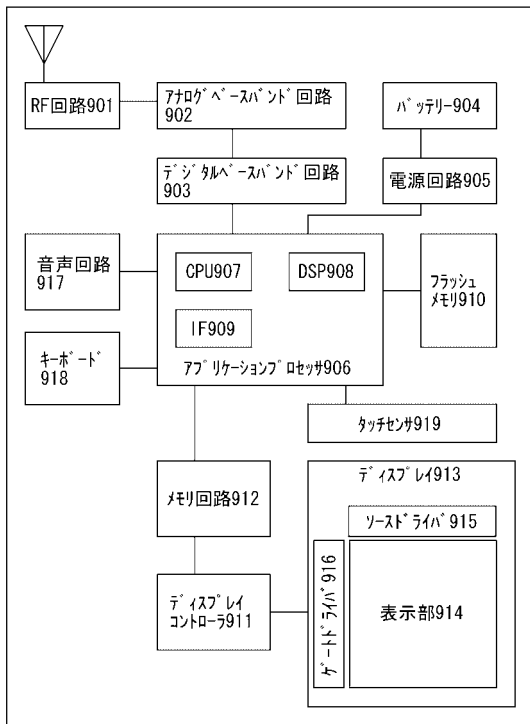 RF回路901
アナログベースバンド回路
902
バッテリー904
デジタルベースバンド回路
903
電源回路905
音声回路
917
CPU907
DSP908
フラッシュ
メモリ910
IF909
キーボード
918
アプリケーションプロセッサ906
タッチセンサ919
メモリ回路912
ディスプレイ913
ソースドライバ915
ゲートドライバ916
表示部914
ディスプレイ
コントローラ911